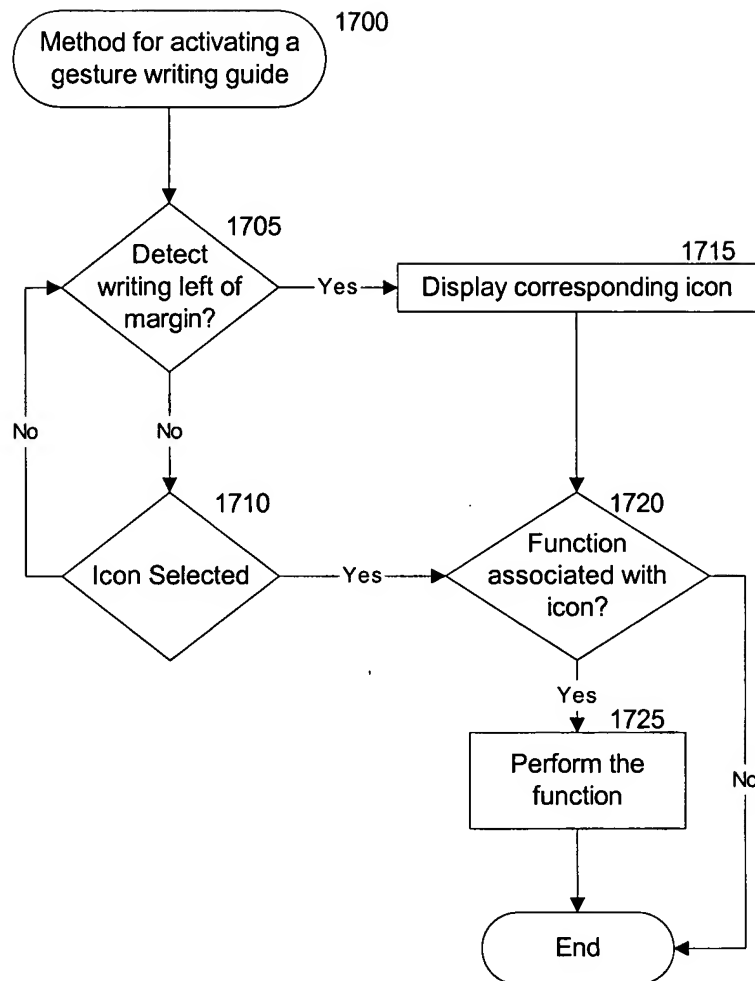 1700
Method for activating a
gesture writing guide
1705
Detect
writing left of
margin?
Yes
1715
Display corresponding icon
No
No
1710
Icon Selected
Yes
1720
Function
associated with
icon?
Yes
1725
Perform the
function
No
End